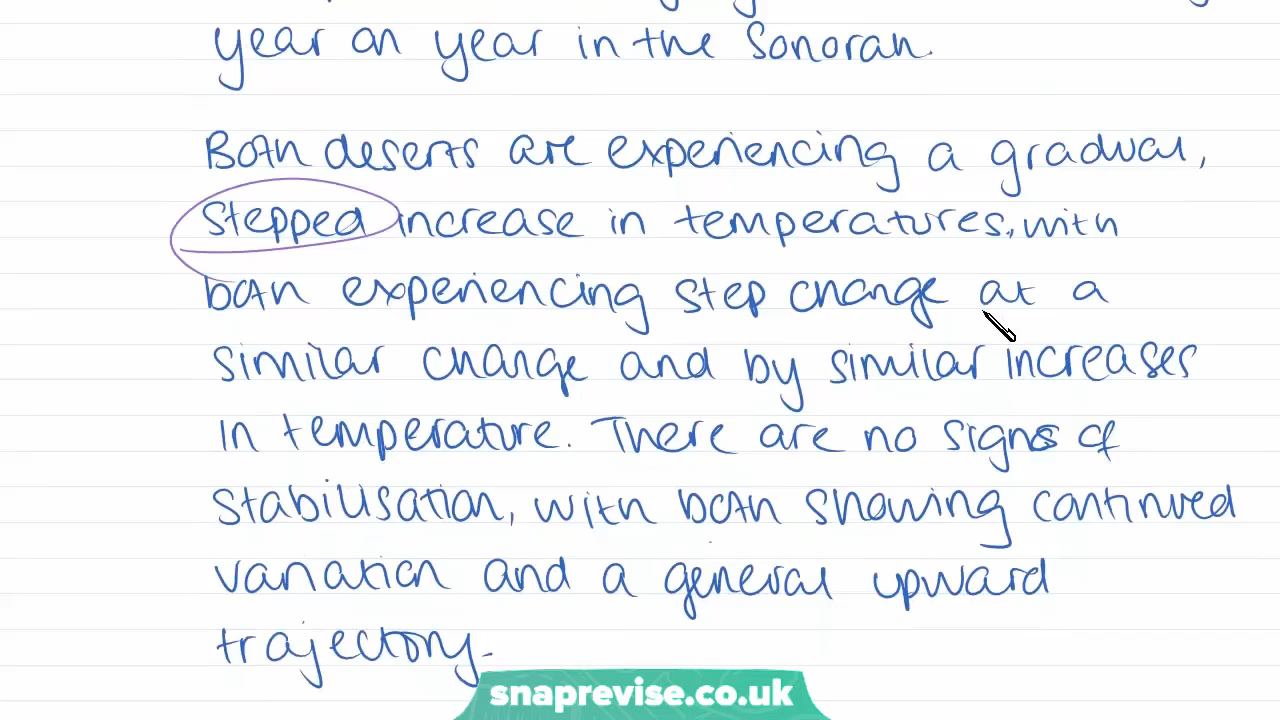 year on year in the Sonoran.
Both deserts are experiencing a gradual,
stepped increase in temperatures, with
both experiencing step change at a
similar change and by similar increases
in temperature. There are no signs of
stabilisation, with both showing continued
variation and a general upward
trajectory.
snaprevise.co.uk